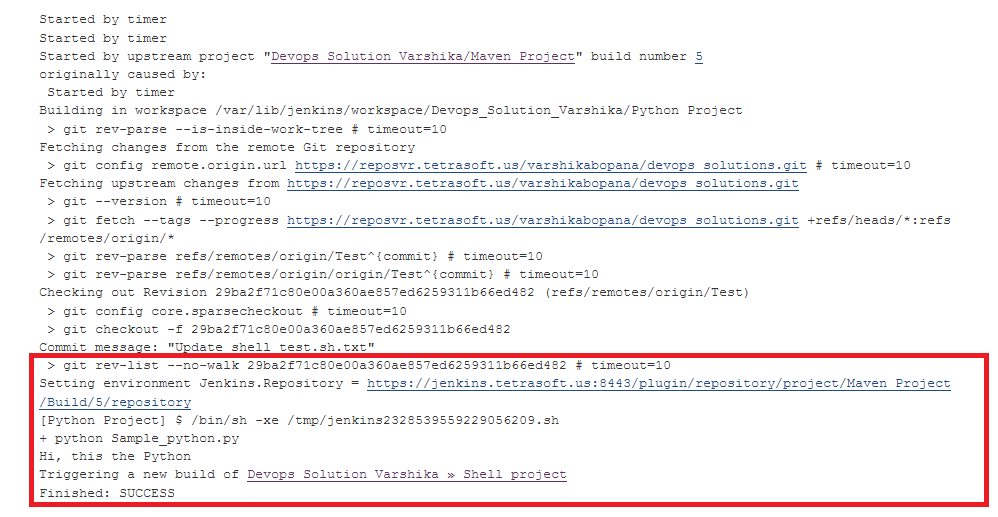 Started by timer
Started by timer
Started by upstream project "Devops Solution Varshika/Maven Project" build number 5
originally caused by:
 Started by timer
Building in workspace /var/lib/jenkins/workspace/Devops_Solution_Varshika/Python Project
 > git rev-parse --is-inside-work-tree # timeout=10
Fetching changes from the remote Git repository
 > git config remote.origin.url https://reposvr.tetrasoft.us/varshikabopana/devops_solutions.git # timeout=10
Fetching upstream changes from https://reposvr.tetrasoft.us/varshikabopana/devops_solutions.git
 > git --version # timeout=10
 > git fetch --tags --progress https://reposvr.tetrasoft.us/varshikabopana/devops_solutions.git +refs/heads/*:refs
/remotes/origin/*
 > git rev-parse refs/remotes/origin/Test^{commit} # timeout=10
 > git rev-parse refs/remotes/origin/origin/Test^{commit} # timeout=10
Checking out Revision 29ba2f71c80e00a360ae857ed6259311b66ed482 (refs/remotes/origin/Test)
 > git config core.sparsecheckout # timeout=10
 > git checkout -f 29ba2f71c80e00a360ae857ed6259311b66ed482
Commit message: "Update shell_test.sh.txt"
 > git rev-list --no-walk 29ba2f71c80e00a360ae857ed6259311b66ed482 # timeout=10
Setting environment Jenkins.Repository = https://jenkins.tetrasoft.us:8443/plugin/repository/project/Maven Project
/Build/5/repository
[Python Project] $ /bin/sh -xe /tmp/jenkins2328539559229056209.sh
+ python Sample_python.py
Hi, this the Python
Triggering a new build of Devops Solution Varshika » Shell project
Finished: SUCCESS